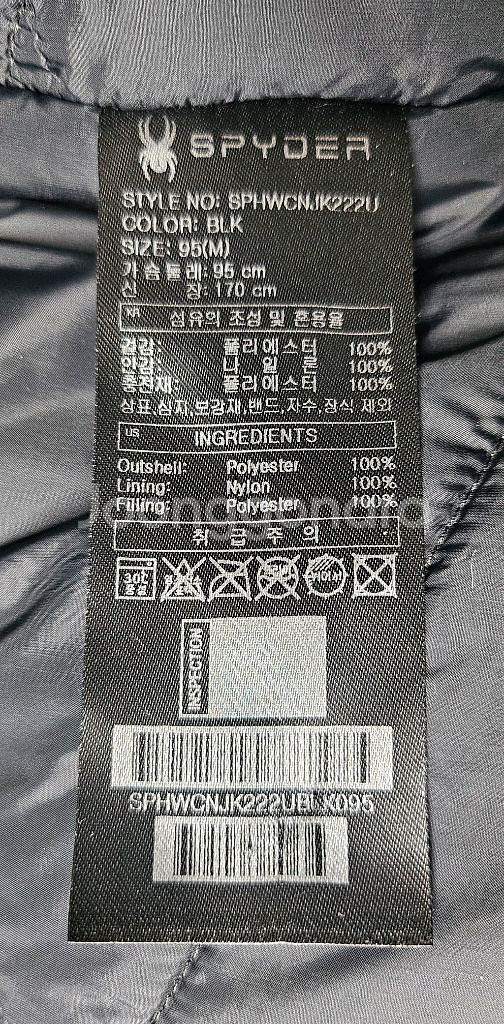 SPYDER
STYLE NO: SPHWCNJK222U
COLOR: BLK
SIZE: 95(M)
가슴둘레: 95 cm
신 장: 170 cm
KR 섬유의 조성 및 혼용율
겉감: 폴리에스터 100%
안감: 나 일 론 100%
충전재: 폴리에스터 100%
상표,심지,보강재,밴드,자수,장식 제외
US INGREDIENTS
Outshell: Polyester 100%
Lining: Nylon 100%
Filling: Polyester 100%
취 급 주 의
30℃
INSPECTION
SPHWCNJK222UBLK095